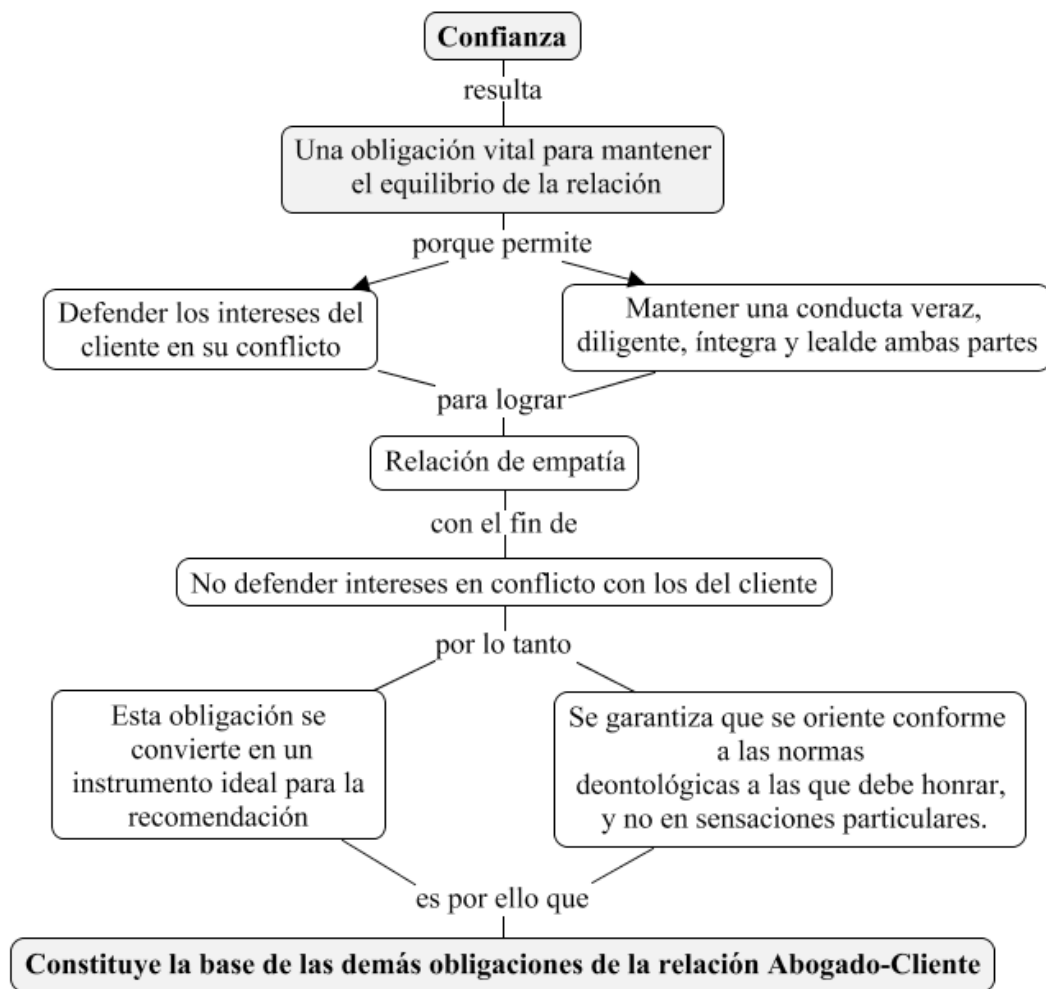 Confianza
resulta
Una obligación vital para mantener
el equilibrio de la relación
porque permite
Defender los intereses del
cliente en su conflicto
Mantener una conducta veraz,
diligente, íntegra y lealde ambas partes
para lograr
Relación de empatía
con el fin de
No defender intereses en conflicto con los del cliente
por lo tanto
Esta obligación se
convierte en un
instrumento ideal para la
recomendación
Se garantiza que se oriente conforme
a las normas
deontológicas a las que debe honrar,
y no en sensaciones particulares.
es por ello que
Constituye la base de las demás obligaciones de la relación Abogado-Cliente